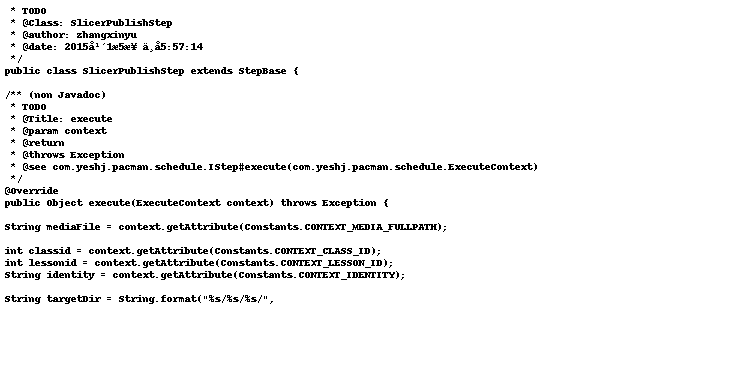 * TODO
* @Class: SlicerPublishStep
* @author: zhangxinyu
* @date: 2015å¹´1æ5æ¥ ä¸å5:57:14
*/
public class SlicerPublishStep extends StepBase {
/** (non Javadoc)
* TODO
* @Title: execute
* @param context
* @return
* @throws Exception
* @see com.yeshj.pacman.schedule.IStep#execute(com.yeshj.pacman.schedule.ExecuteContext)
*/
@Override
public Object execute(ExecuteContext context) throws Exception {
String mediaFile = context.getAttribute(Constants.CONTEXT_MEDIA_FULLPATH);
int classid = context.getAttribute(Constants.CONTEXT_CLASS_ID);
int lessonid = context.getAttribute(Constants.CONTEXT_LESSON_ID);
String identity = context.getAttribute(Constants.CONTEXT_IDENTITY);
String targetDir = String.format("%s/%s/%s/",